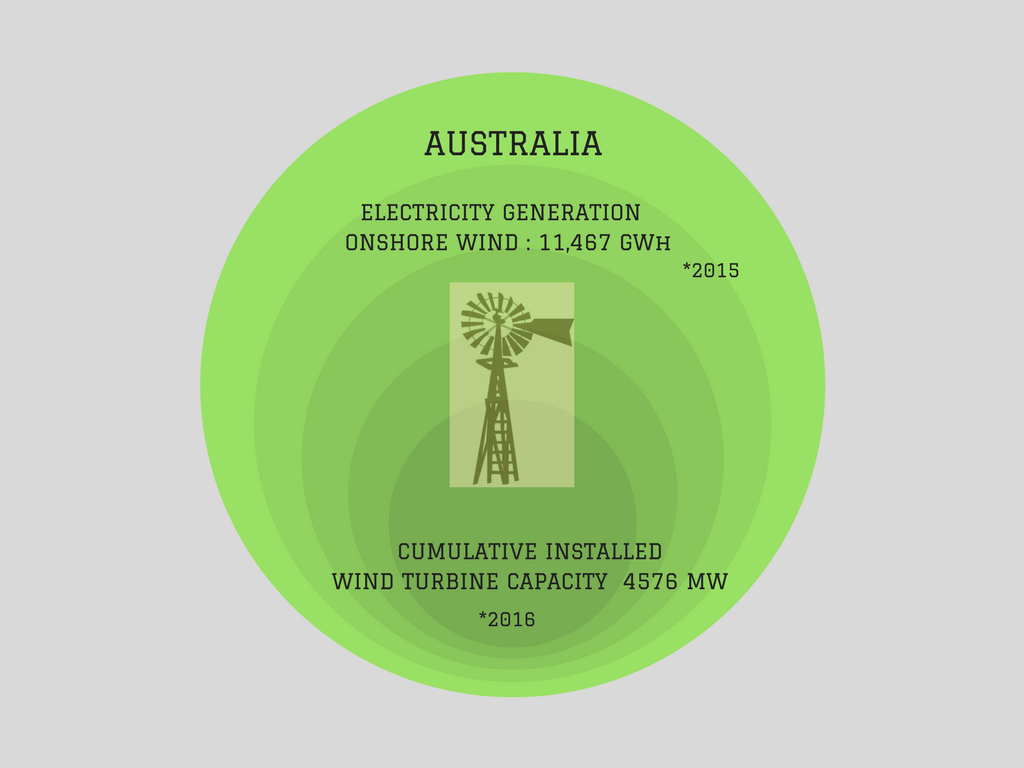 AUSTRALIA
ELECTRICITY GENERATION
ONSHORE WIND : 11,467 GWH
*2015
CUMULATIVE INSTALLED
WIND TURBINE CAPACITY 4576 MW
*2016